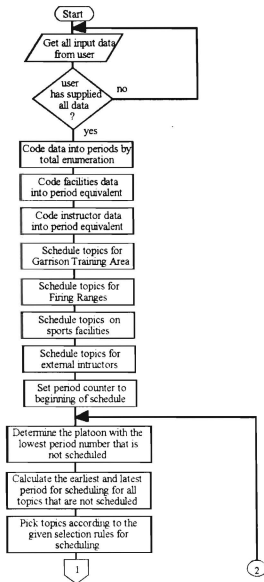 Start
Get all input data
from user
user
has supplied
all data
?
no
yes
Code data into periods by
total enumeration
Code facilities data
into period equivalent
Code instructor data
into period equivalent
Schedule topics for
Garrison Training Area
Schedule topics for
Firing Ranges
Schedule topics on
sports facilities
Schedule topics for
external intructors
Set period counter to
beginning of schedule
Determine the platoon with the
lowest period number that is
not scheduled
Calculate the earliest and latest
period for scheduling for all
topics that are not scheduled
Pick topics according to the
given selection rules for
scheduling
1
2